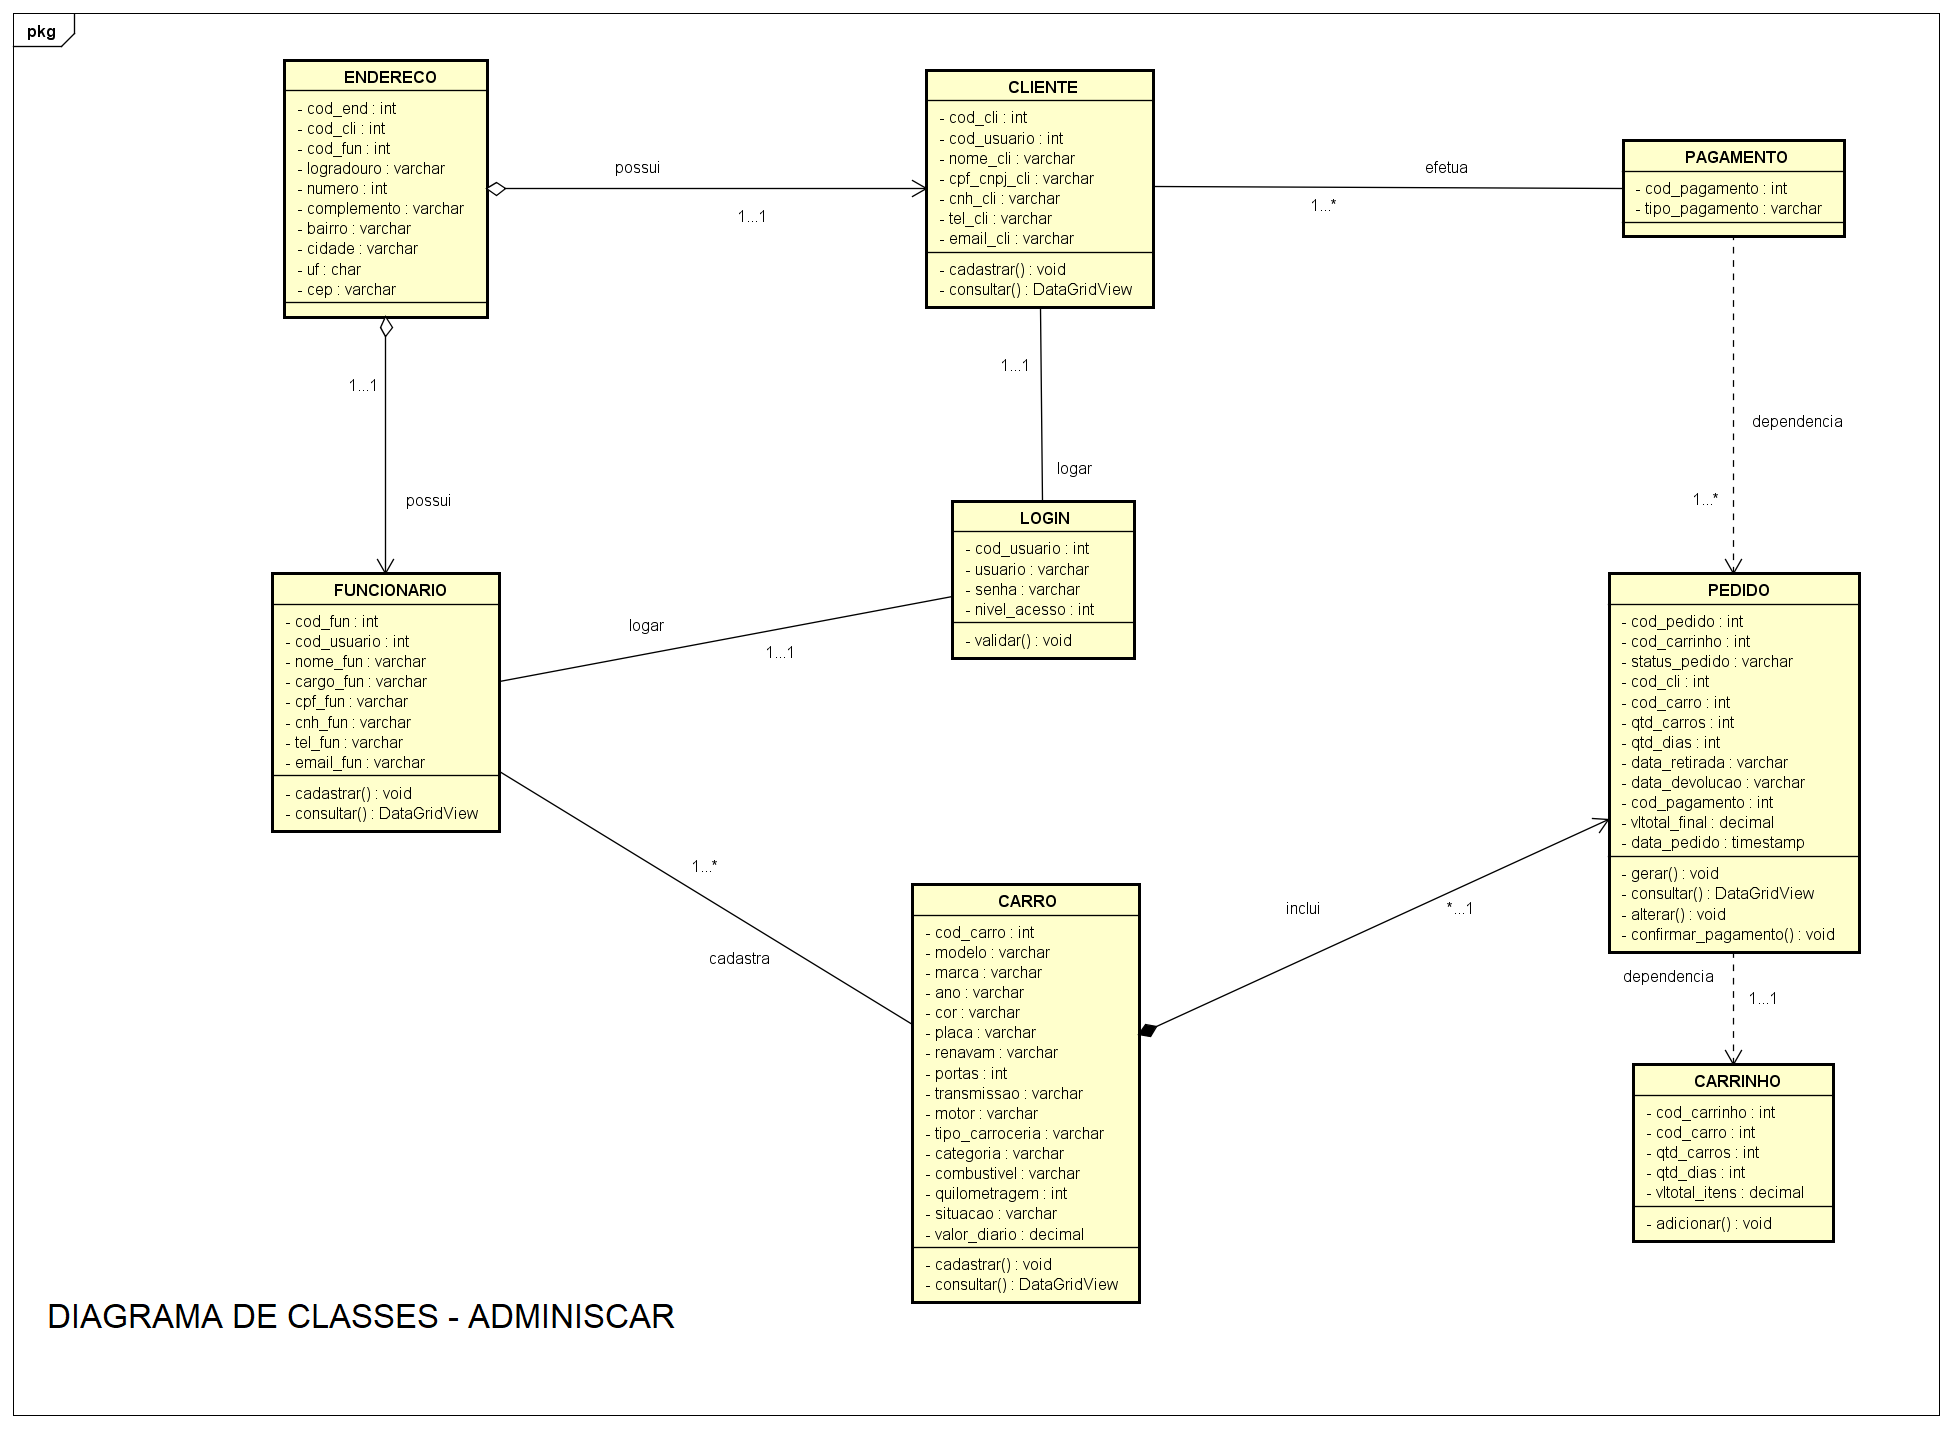 pkg
ENDERECO
- cod_end : int
- cod_cli : int
- cod_fun : int
- logradouro : varchar
- numero : int
- complemento : varchar
- bairro : varchar
- cidade : varchar
- uf : char
- cep : varchar
possui
1...1
CLIENTE
- cod_cli : int
- cod_usuario : int
- nome_cli : varchar
- cpf_cnpj_cli : varchar
- cnh_cli : varchar
- tel_cli : varchar
- email_cli : varchar
- cadastrar() : void
- consultar() : DataGridView
efetua
1...*
PAGAMENTO
- cod_pagamento : int
- tipo_pagamento : varchar
1...1
possui
1...1
logar
dependencia
1...*
LOGIN
- cod_usuario : int
- usuario : varchar
- senha : varchar
- nivel_acesso : int
- validar() : void
logar
1...1
FUNCIONARIO
- cod_fun : int
- cod_usuario : int
- nome_fun : varchar
- cargo_fun : varchar
- cpf_fun : varchar
- cnh_fun : varchar
- tel_fun : varchar
- email_fun : varchar
- cadastrar() : void
- consultar() : DataGridView
PEDIDO
- cod_pedido : int
- cod_carrinho : int
- status_pedido : varchar
- cod_cli : int
- cod_carro : int
- qtd_carros : int
- qtd_dias : int
- data_retirada : varchar
- data_devolucao : varchar
- cod_pagamento : int
- vltotal_final : decimal
- data_pedido : timestamp
- gerar() : void
- consultar() : DataGridView
- alterar() : void
- confirmar_pagamento() : void
1...*
cadastra
inclui
*...1
CARRO
- cod_carro : int
- modelo : varchar
- marca : varchar
- ano : varchar
- cor : varchar
- placa : varchar
- renavam : varchar
- portas : int
- transmissao : varchar
- motor : varchar
- tipo_carroceria : varchar
- categoria : varchar
- combustivel : varchar
- quilometragem : int
- situacao : varchar
- valor_diario : decimal
- cadastrar() : void
- consultar() : DataGridView
dependencia
1...1
CARRINHO
- cod_carrinho : int
- cod_carro : int
- qtd_carros : int
- qtd_dias : int
- vltotal_itens : decimal
- adicionar() : void
DIAGRAMA DE CLASSES - ADMINISCAR